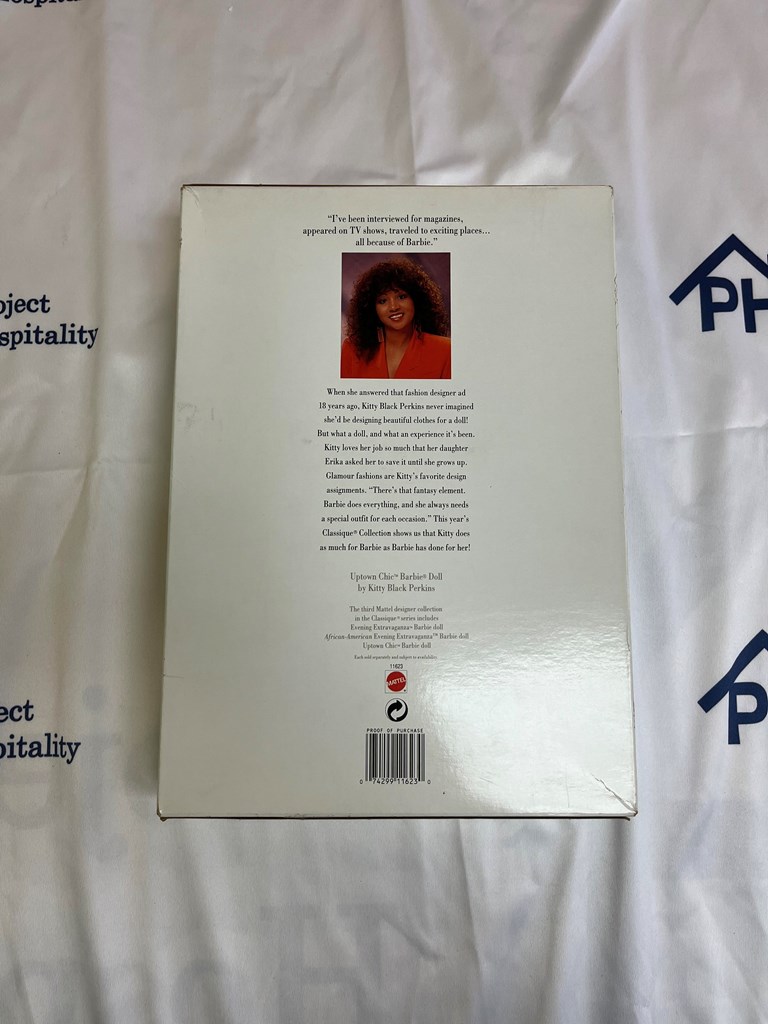 "I've been interviewed for magazines,
appeared on TV shows, traveled to exciting places...
all because of Barbie."
When she answered that fashion designer ad
18 years ago, Kitty Black Perkins never imagined
she'd be designing beautiful clothes for a doll!
But what a doll, and what an experience it's been.
Kitty loves her job so much that her daughter
Erika asked her to save it until she grows up.
Glamour fashions are Kitty's favorite design
assignments. "There's that fantasy element.
Barbie does everything, and she always needs
a special outfit for each occasion." This year's
Classique® Collection shows us that Kitty does
as much for Barbie as Barbie has done for her!
Uptown Chic™ Barbie® Doll
by Kitty Black Perkins
The third Mattel designer collection
in the Classique® series includes
Evening Extravaganza™ Barbie doll
African-American Evening Extravaganza™ Barbie doll
Uptown Chic™ Barbie doll
Each sold separately and subject to availability.
11623
MATTEL
PROOF OF PURCHASE
0 74299 11623 0
oject
spitality
PH
ect
pitality
P